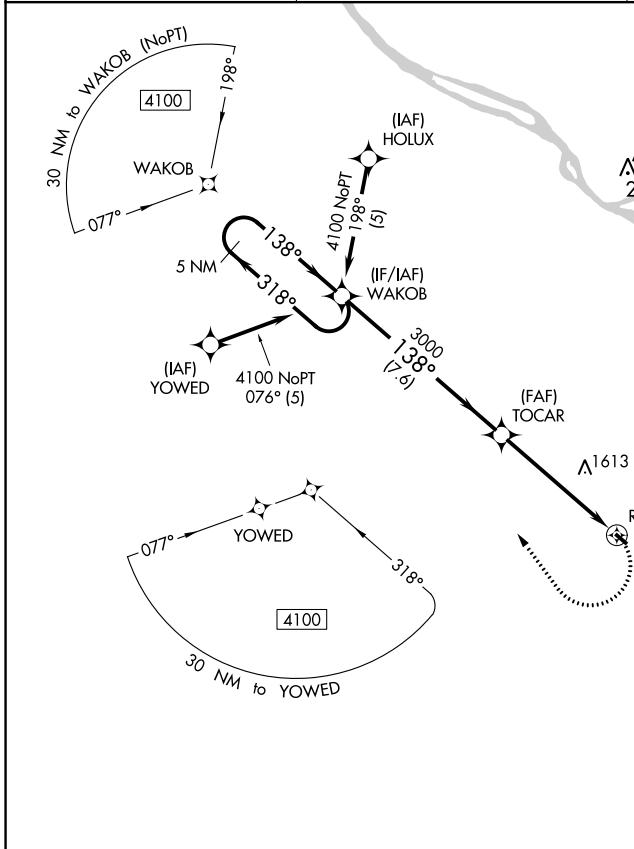 30 NM to WAKOB (NoPT)
4100
198°
WAKOB
077°
(IAF)
HOLUX
4100 NoPT
198°
(5)
138°
5 NM
318°
(IF/IAF)
WAKOB
(IAF)
YOWED
4100 NoPT
076° (5)
3000
138°
(7.6)
(FAF)
TOCAR
1613
R
2
077°
YOWED
318°
4100
30 NM to YOWED